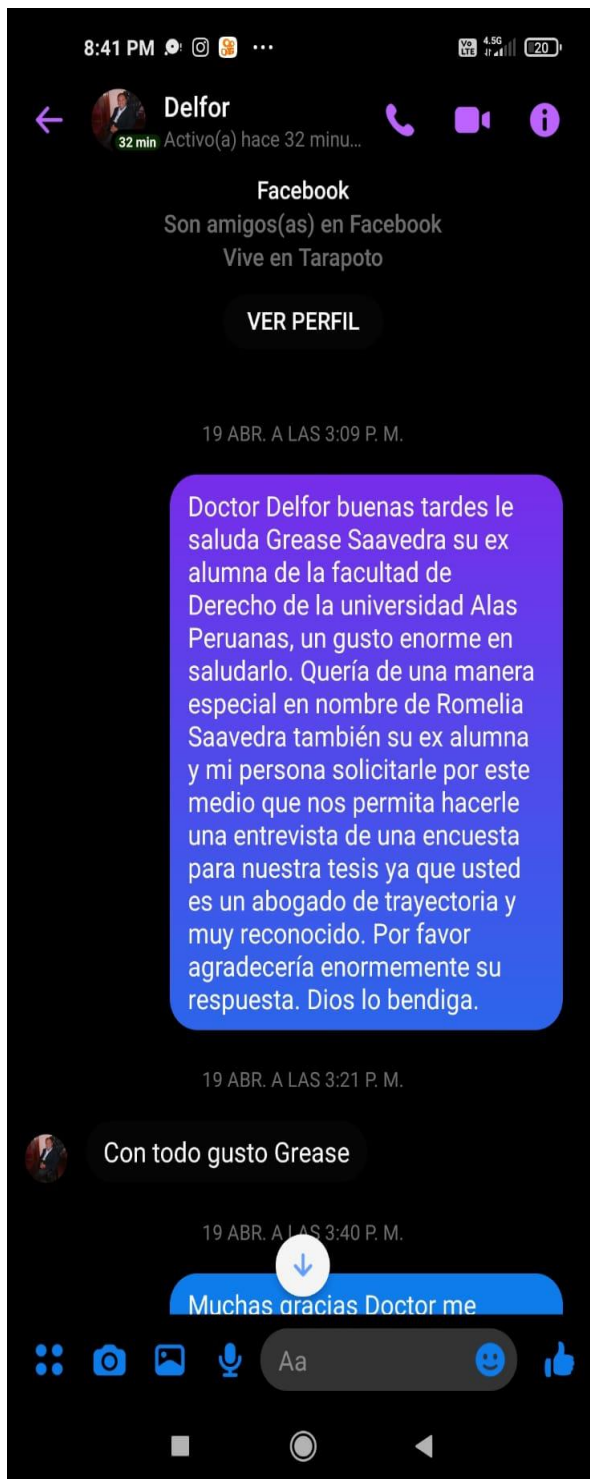 8:41 PM
Vo LTE 4.5G 20
Delfor
32 min
Activo(a) hace 32 minu...
Facebook
Son amigos(as) en Facebook
Vive en Tarapoto
VER PERFIL
19 ABR. A LAS 3:09 P. M.
Doctor Delfor buenas tardes le
saluda Grease Saavedra su ex
alumna de la facultad de
Derecho de la universidad Alas
Peruanas, un gusto enorme en
saludarlo. Quería de una manera
especial en nombre de Romelia
Saavedra también su ex alumna
y mi persona solicitarle por este
medio que nos permita hacerle
una entrevista de una encuesta
para nuestra tesis ya que usted
es un abogado de trayectoria y
muy reconocido. Por favor
agradecería enormemente su
respuesta. Dios lo bendiga.
19 ABR. A LAS 3:21 P. M.
Con todo gusto Grease
19 ABR. A LAS 3:40 P. M.
Muchas gracias Doctor me
Aa